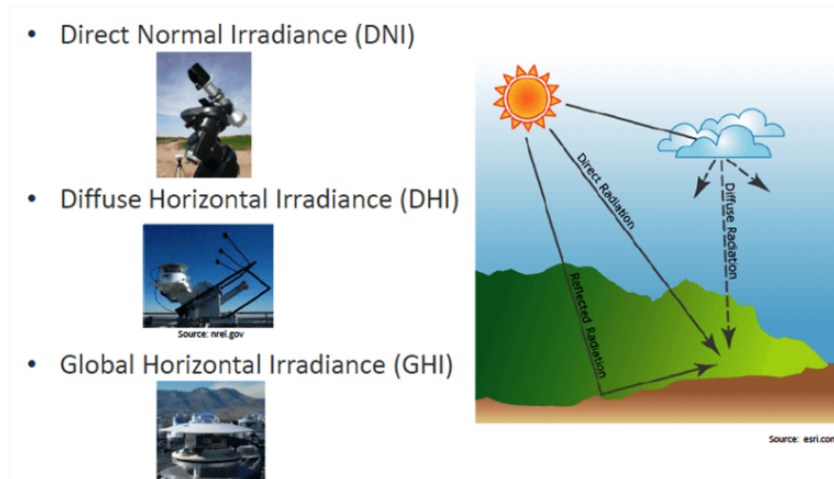 • Direct Normal Irradiance (DNI)
• Diffuse Horizontal Irradiance (DHI)
Source: nrel.gov
• Global Horizontal Irradiance (GHI)
Direct Radiation
Diffuse Radiation
Reflected Radiation
Source: esri.com